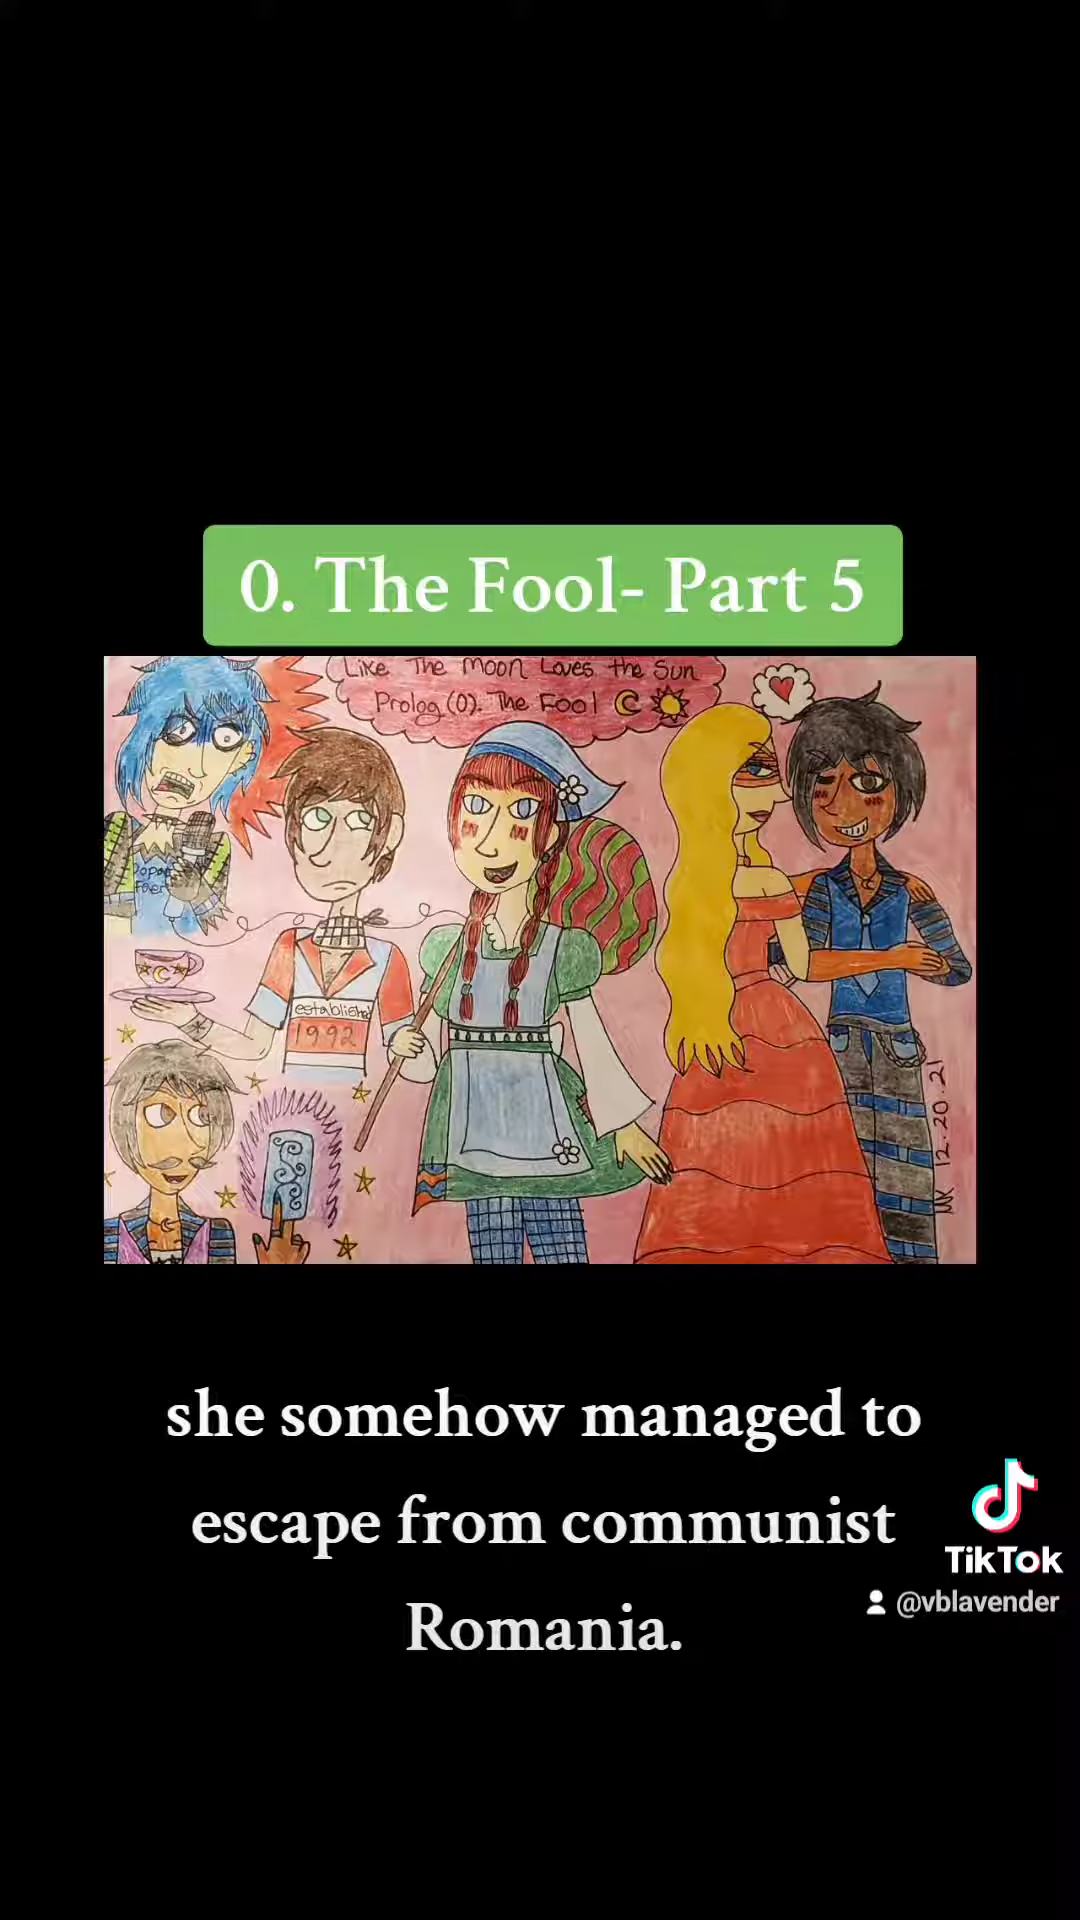 0. The Fool- Part 5
Like The Moon Loves the Sun
Prolog (0). The Fool
established
1992
12.20.21
she somehow managed to
escape from communist
Romania.
TikTok
@vblavender